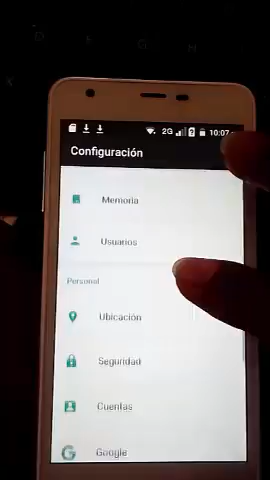 2G 10:07
Configuración
Memoria
Usuarios
Personal
Ubicación
Seguridad
Cuentas
Google